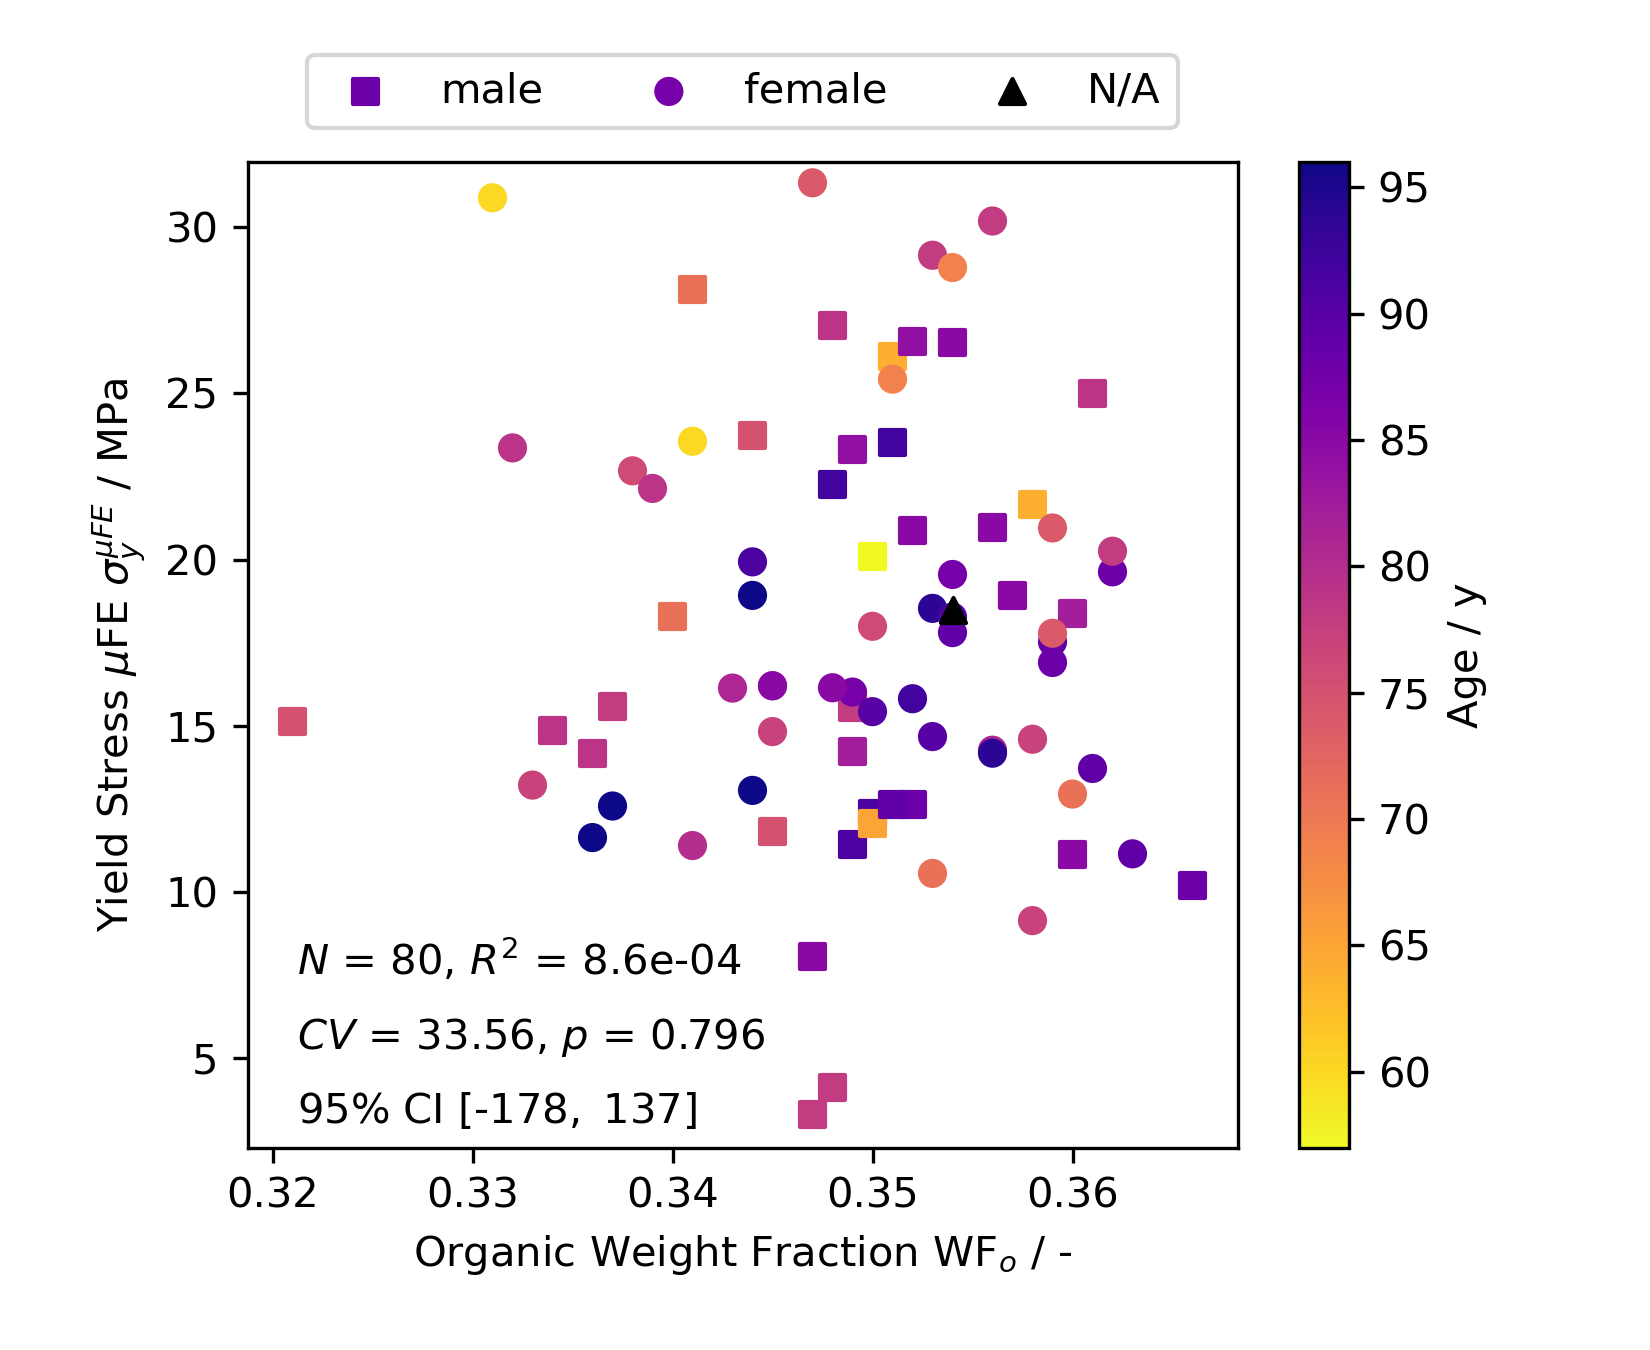 male female N/A
30
25
20
15
10
5
Yield Stress μFE σ_y^{μFE} / MPa
N = 80, R² = 8.6e-04
CV = 33.56, p = 0.796
95% CI [-178, 137]
0.32 0.33 0.34 0.35 0.36
Organic Weight Fraction WFₒ / -
95
90
85
80
75
70
65
60
Age / y